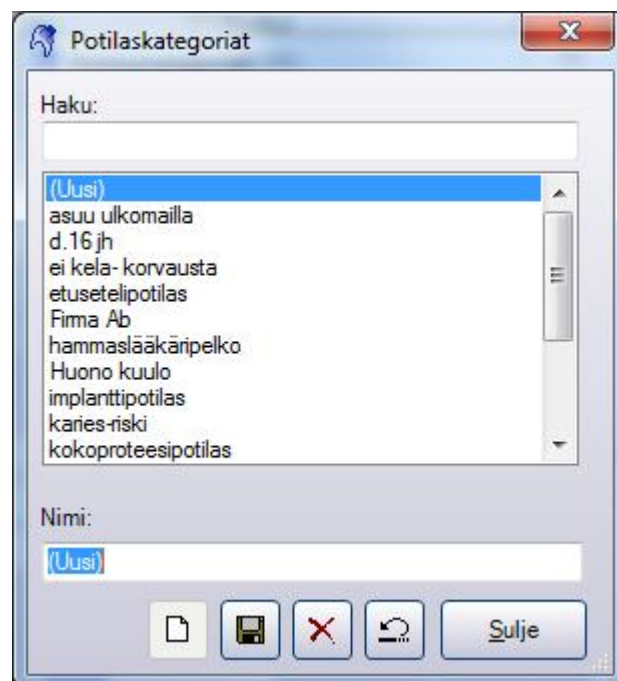 Potilaskategoriat
Haku:
(Uusi)
asuu ulkomailla
d.16 jh
ei kela- korvausta
etusetelipotilas
Firma Ab
hammaslääkäripelko
Huono kuulo
implanttipotilas
karies-riski
kokoproteesipotilas
Nimi:
(Uusi)
Sulje